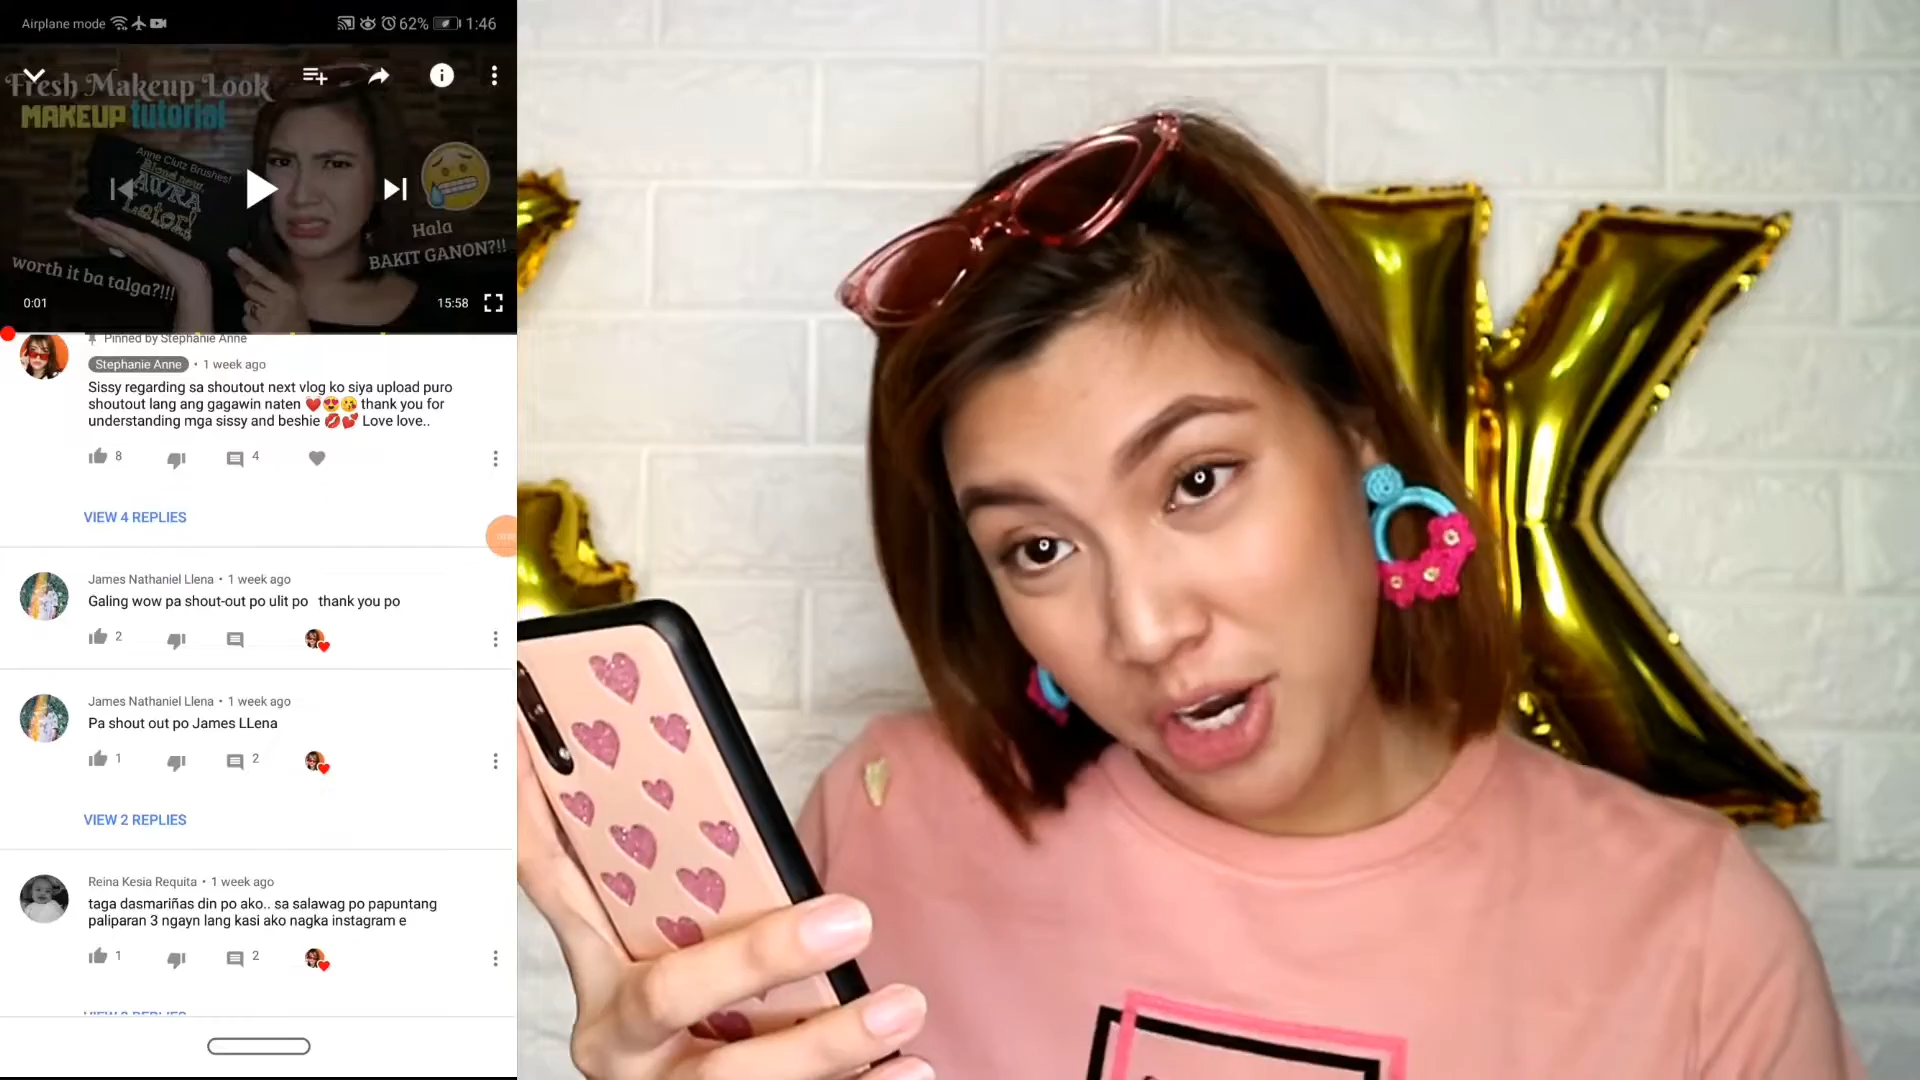 Airplane mode
62%
1:46
Fresh Makeup Look
MAKEUP tutorial
Anne Clutz Brushes!
AWRA
Letor!
Hala
BAKIT GANON?!!
worth it ba talga?!!!
0:01
15:58
Pinned by Stephanie Anne
Stephanie Anne • 1 week ago
Sissy regarding sa shoutout next vlog ko siya upload puro
shoutout lang ang gagawin naten ❤️😍😘 thank you for
understanding mga sissy and beshie 💋💕 Love love..
8
4
VIEW 4 REPLIES
James Nathaniel Llena • 1 week ago
Galing wow pa shout-out po ulit po thank you po
2
James Nathaniel Llena • 1 week ago
Pa shout out po James LLena
1
2
VIEW 2 REPLIES
Reina Kesia Requita • 1 week ago
taga dasmariñas din po ako.. sa salawag po papuntang
paliparan 3 ngayn lang kasi ako nagka instagram e
1
2
K